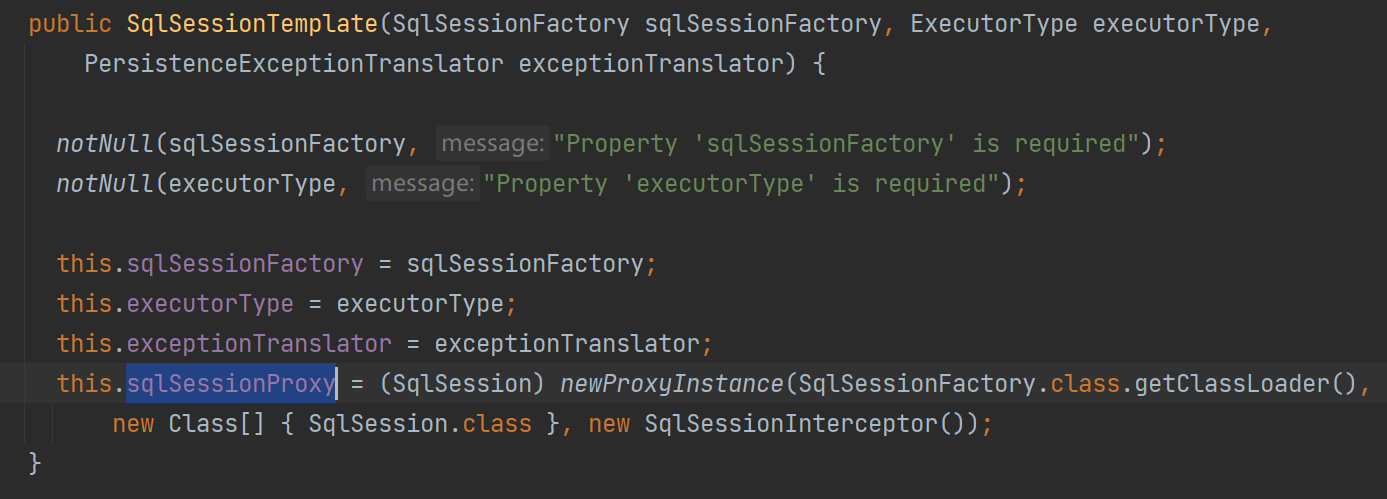 public SqlSessionTemplate(SqlSessionFactory sqlSessionFactory, ExecutorType executorType,
PersistenceExceptionTranslator exceptionTranslator) {
notNull(sqlSessionFactory, message: "Property 'sqlSessionFactory' is required");
notNull(executorType, message: "Property 'executorType' is required");
this.sqlSessionFactory = sqlSessionFactory;
this.executorType = executorType;
this.exceptionTranslator = exceptionTranslator;
this.sqlSessionProxy = (SqlSession) newProxyInstance(SqlSessionFactory.class.getClassLoader(),
new Class[] { SqlSession.class }, new SqlSessionInterceptor());
}